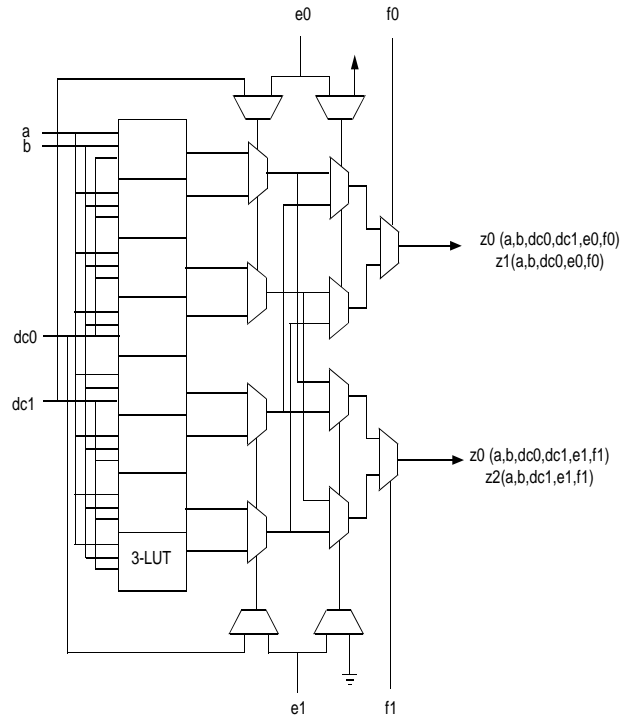 e0
f0
a
b
z0 (a,b,dc0,dc1,e0,f0)
z1(a,b,dc0,e0,f0)
dc0
dc1
z0 (a,b,dc0,dc1,e1,f1)
z2(a,b,dc1,e1,f1)
3-LUT
e1
f1